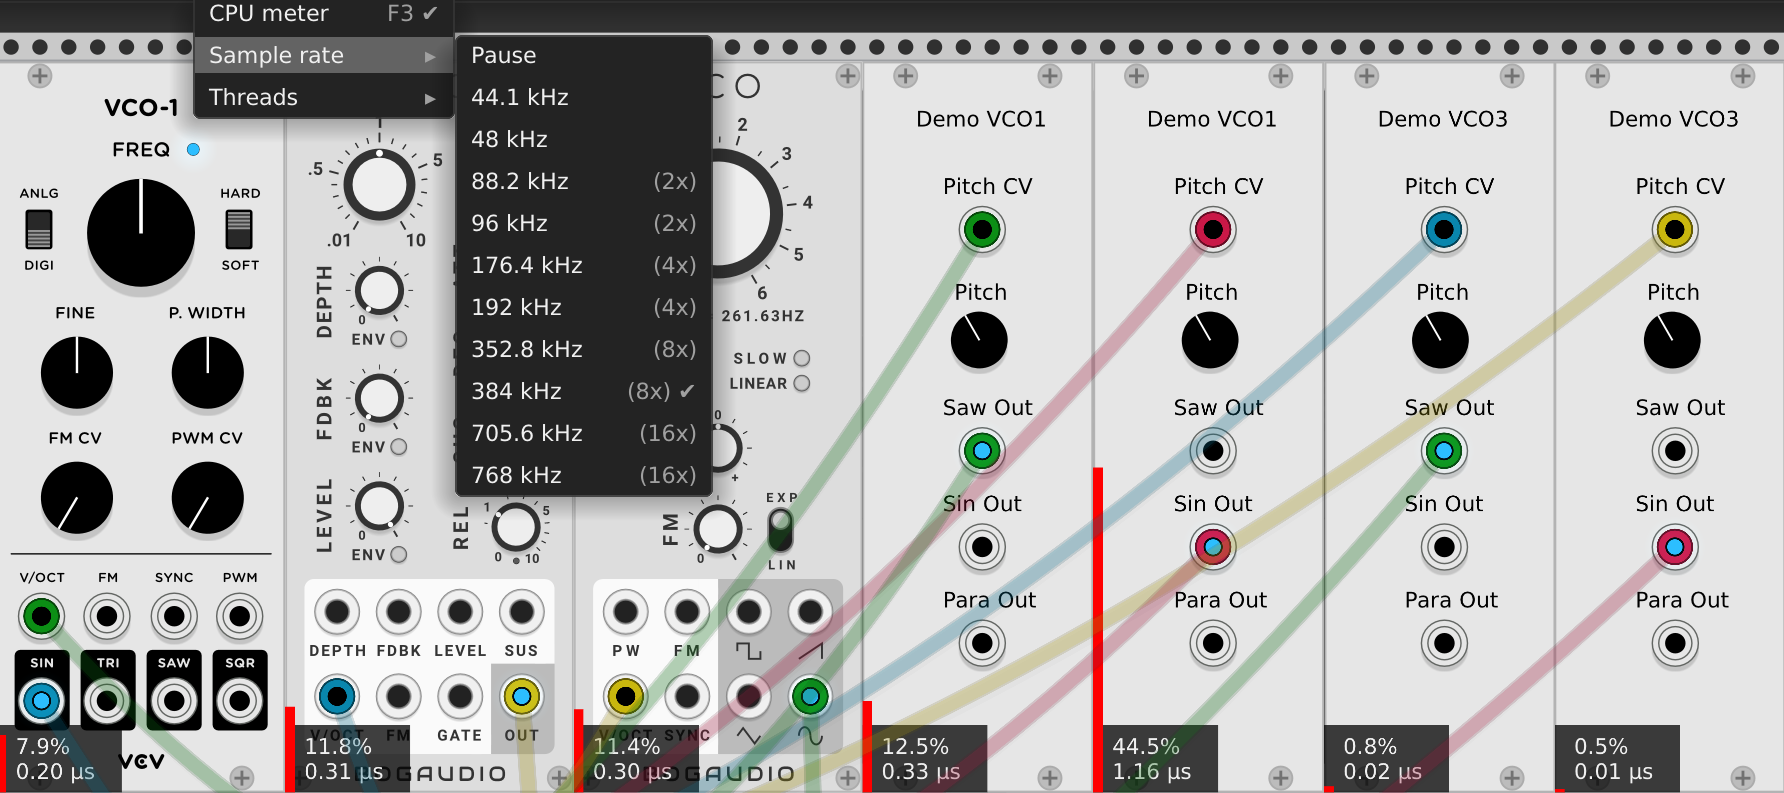 CPU meter F3 ✔
Sample rate ▸
Threads ▸
Pause
44.1 kHz
48 kHz
88.2 kHz (2x)
96 kHz (2x)
176.4 kHz (4x)
192 kHz (4x)
352.8 kHz (8x)
384 kHz (8x) ✔
705.6 kHz (16x)
768 kHz (16x)
VCO-1
FREQ
ANLG
DIGI
HARD
SOFT
FINE
P. WIDTH
FM CV
PWM CV
V/OCT FM SYNC PWM
SIN TRI SAW SQR
VCV
7.9%
0.20 µs
.5 5
.01 10
DEPTH
0
ENV
FDBK
0
ENV
LEVEL
0
ENV
REL
1 5
0 10
DEPTH FDBK LEVEL SUS
V/OCT FM GATE OUT
11.8%
0.31 µs
CO
2
3
4
5
6
261.63HZ
SLOW
LINEAR
0
+
EXP
FM
0
LIN
PW FM
V/OCT SYNC
11.4%
0.30 µs
Demo VCO1
Pitch CV
Pitch
Saw Out
Sin Out
Para Out
12.5%
0.33 µs
Demo VCO1
Pitch CV
Pitch
Saw Out
Sin Out
Para Out
44.5%
1.16 µs
Demo VCO3
Pitch CV
Pitch
Saw Out
Sin Out
Para Out
0.8%
0.02 µs
Demo VCO3
Pitch CV
Pitch
Saw Out
Sin Out
Para Out
0.5%
0.01 µs